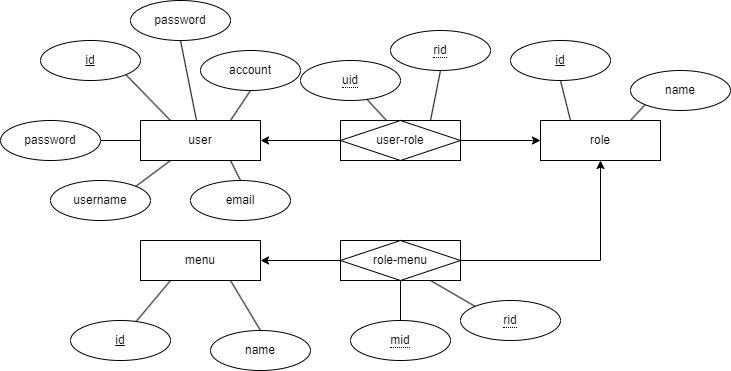 password
id
account
uid
rid
id
name
password
user
user-role
role
username
email
menu
role-menu
id
name
mid
rid